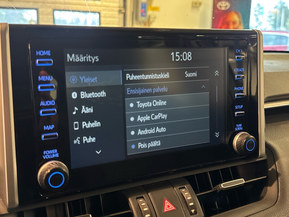 Määritys 15:08
HOME
MENU
AUDIO
MAP
POWER
VOLUME
Yleiset
Bluetooth
Ääni
Puhelin
Puhe
Puheentunnistuskieli Suomi
Ensisijainen palvelu
Toyota Online
Apple CarPlay
Android Auto
Pois päältä